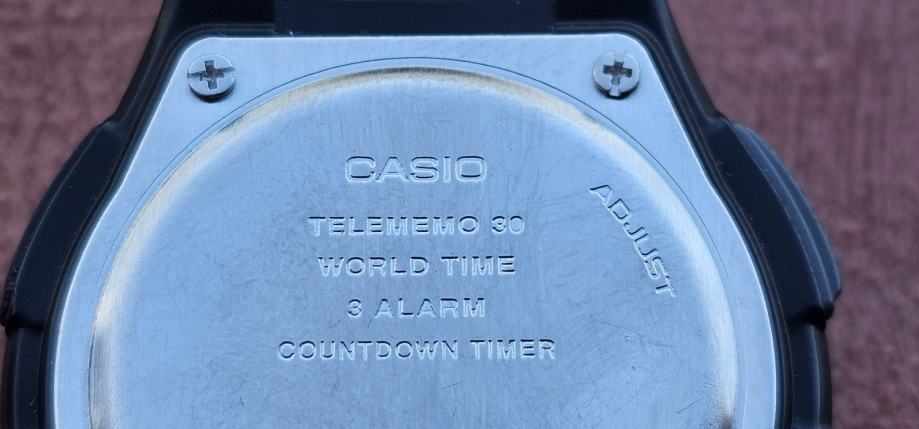 CASIO
TELEMEMO 30
WORLD TIME
3 ALARM
COUNTDOWN TIMER
ADJUST